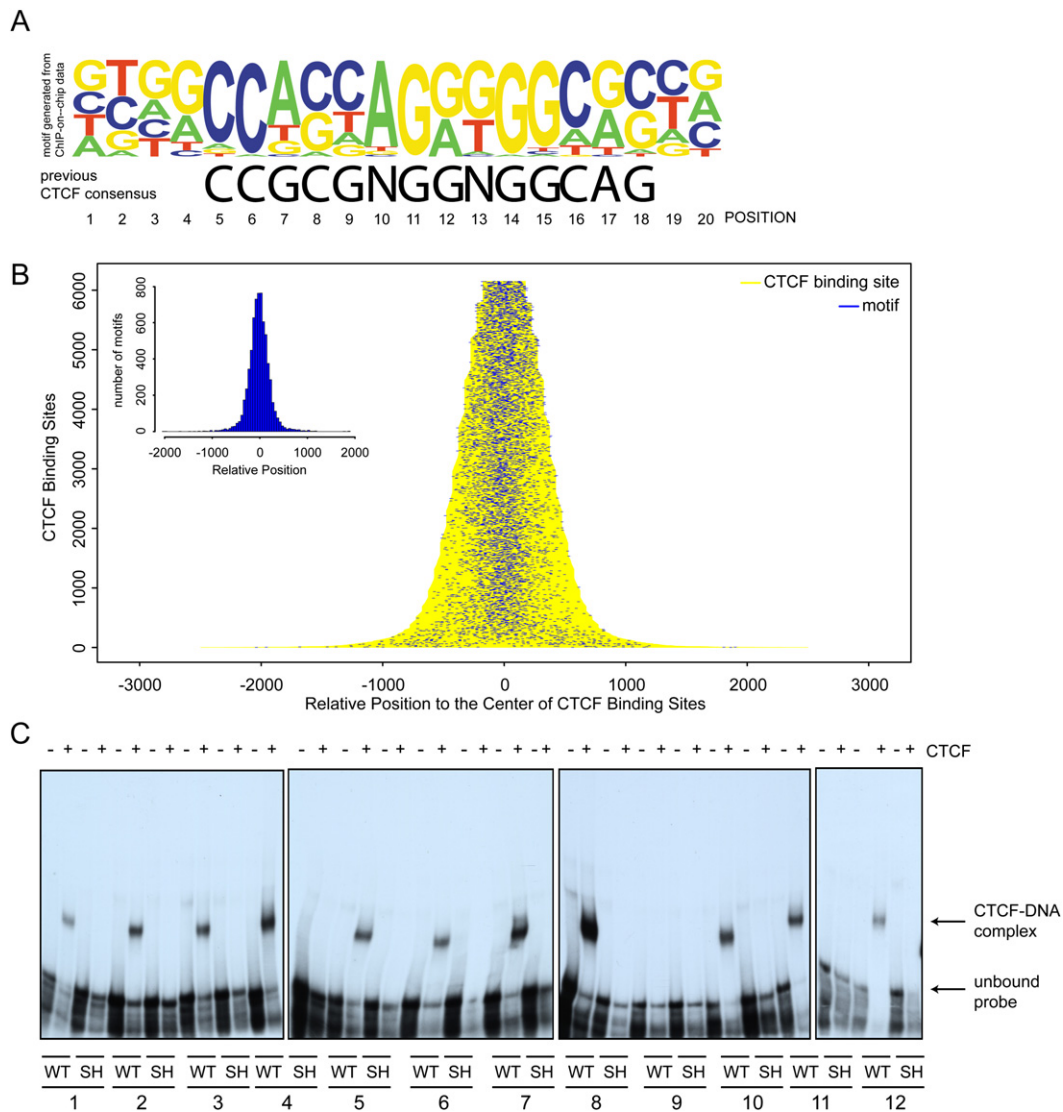 A
motif generated from
ChIP-on--chip data
previous
CTCF consensus
CCGCGNGGNGGCAG
1 2 3 4 5 6 7 8 9 10 11 12 13 14 15 16 17 18 19 20 POSITION
B
CTCF Binding Sites
0 1000 2000 3000 4000 5000 6000
number of motifs
0 200 400 600 800
-2000 -1000 0 1000 2000
Relative Position
CTCF binding site
motif
-3000 -2000 -1000 0 1000 2000 3000
Relative Position to the Center of CTCF Binding Sites
C
- + - + - + - + - + - + - + - + - + - + - + - + - + - + - + - + - + - + - + - + - + - + - + - + CTCF
CTCF-DNA
complex
unbound
probe
WT SH WT SH WT SH WT SH WT SH WT SH WT SH WT SH WT SH WT SH WT SH
1 2 3 4 5 6 7 8 9 10 11 12